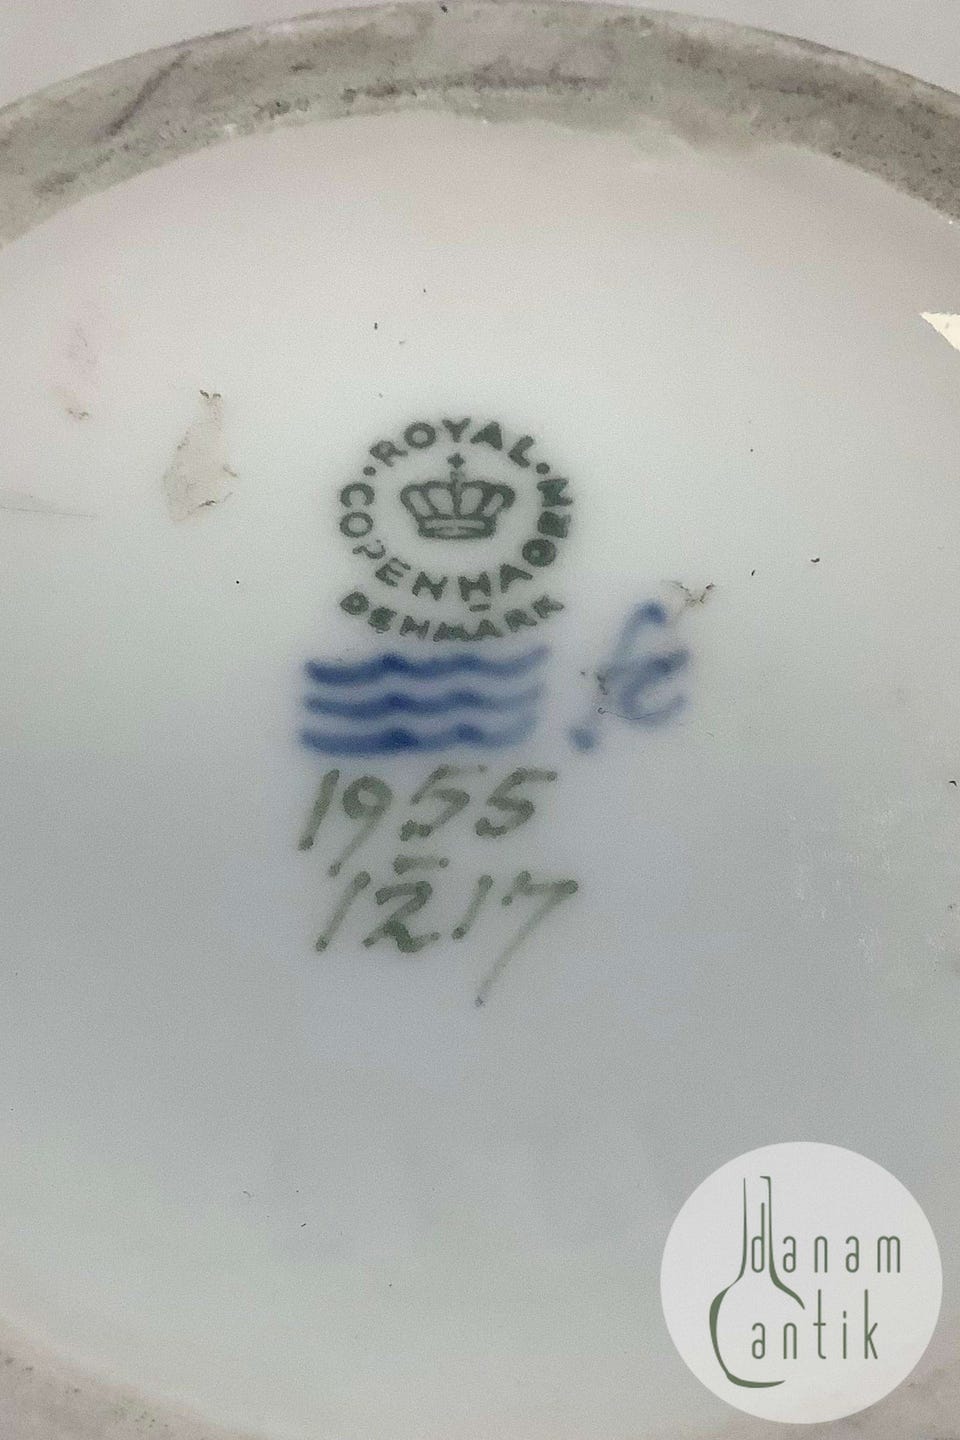 ROYAL
COPENHAGEN
DENMARK
1955
1217
danam
antik